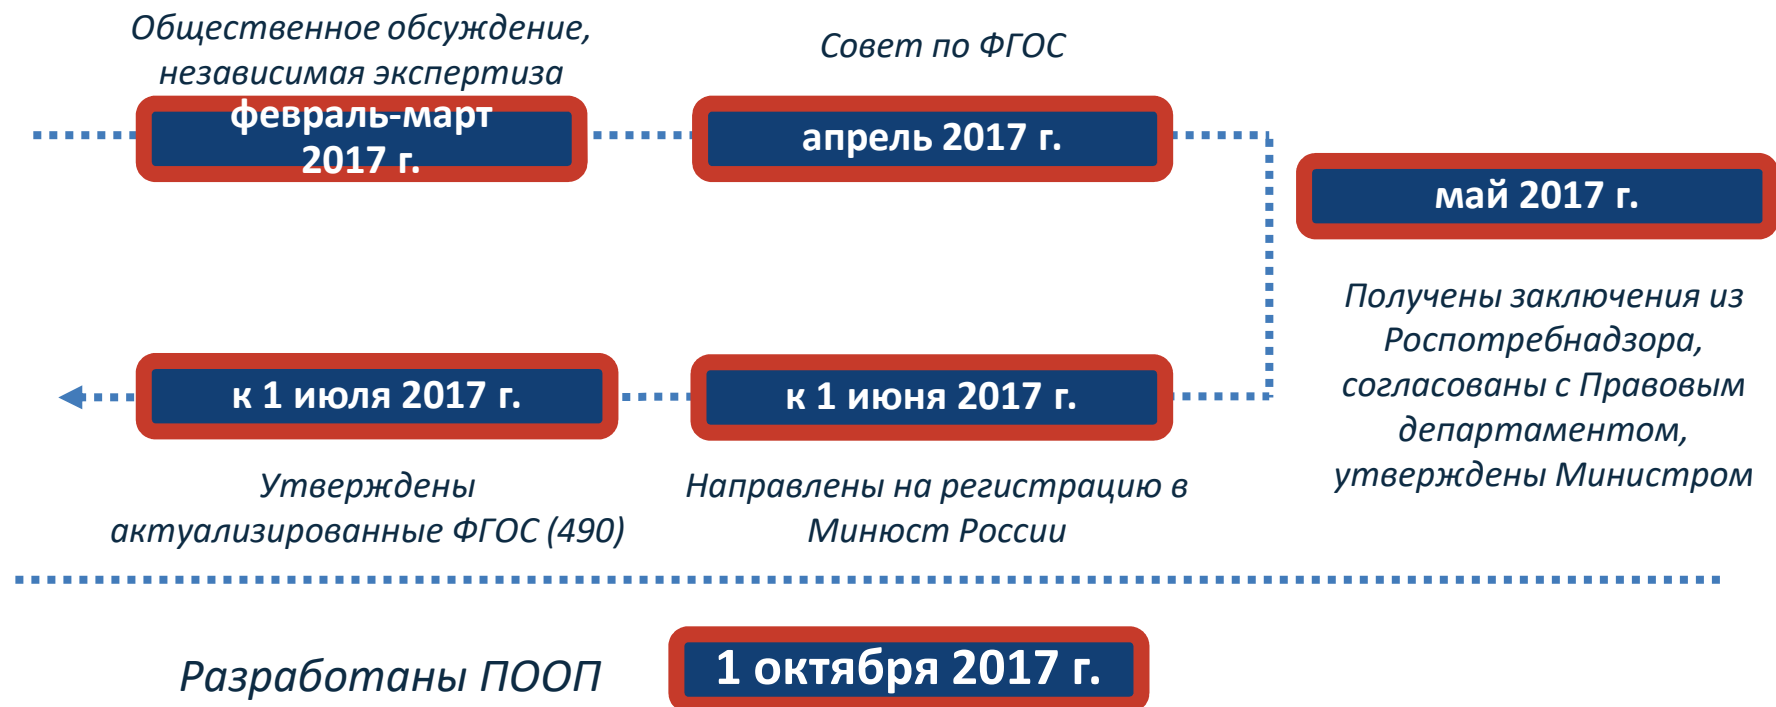 Общественное обсуждение,
независимая экспертиза
февраль-март
2017 г.
Совет по ФГОС
апрель 2017 г.
май 2017 г.
Получены заключения из
Роспотребнадзора,
согласованы с Правовым
департаментом,
утверждены Министром
к 1 июня 2017 г.
Направлены на регистрацию в
Минюст России
к 1 июля 2017 г.
Утверждены
актуализированные ФГОС (490)
Разработаны ПООП
1 октября 2017 г.